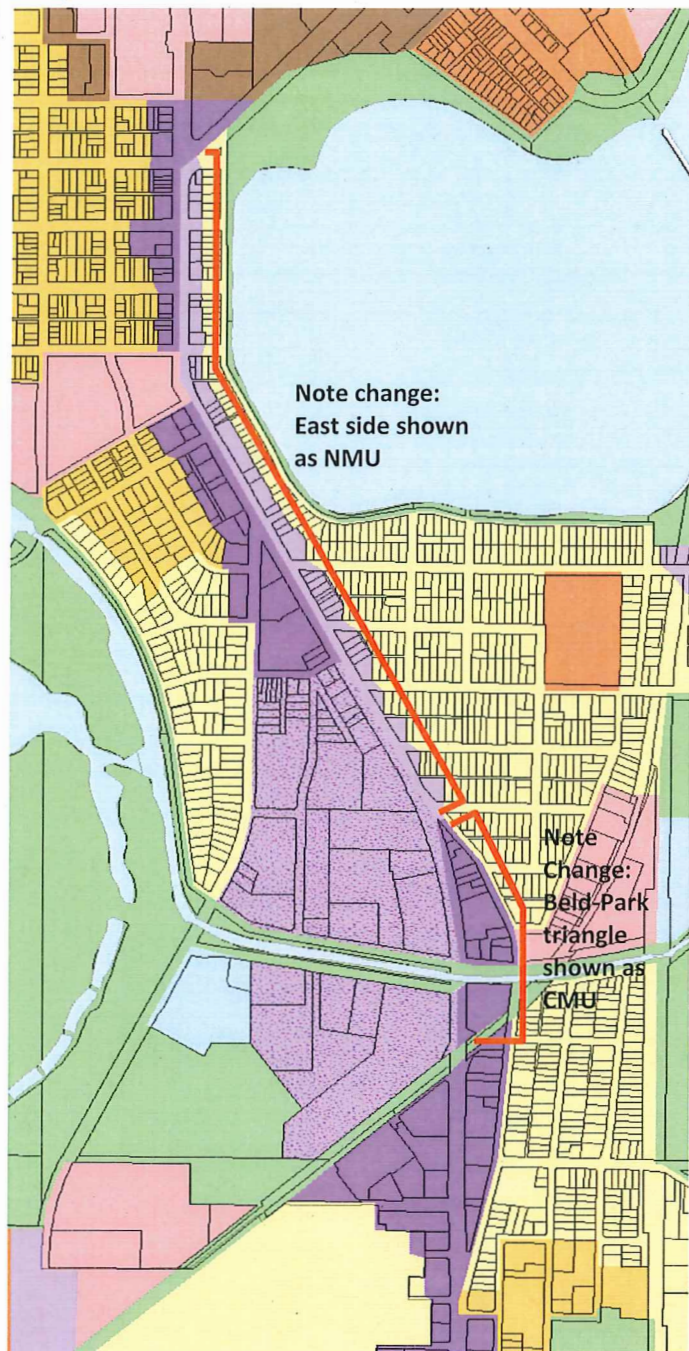 Note change:
East side shown
as NMU
Note
Change:
Beld-Park
triangle
shown as
CMU